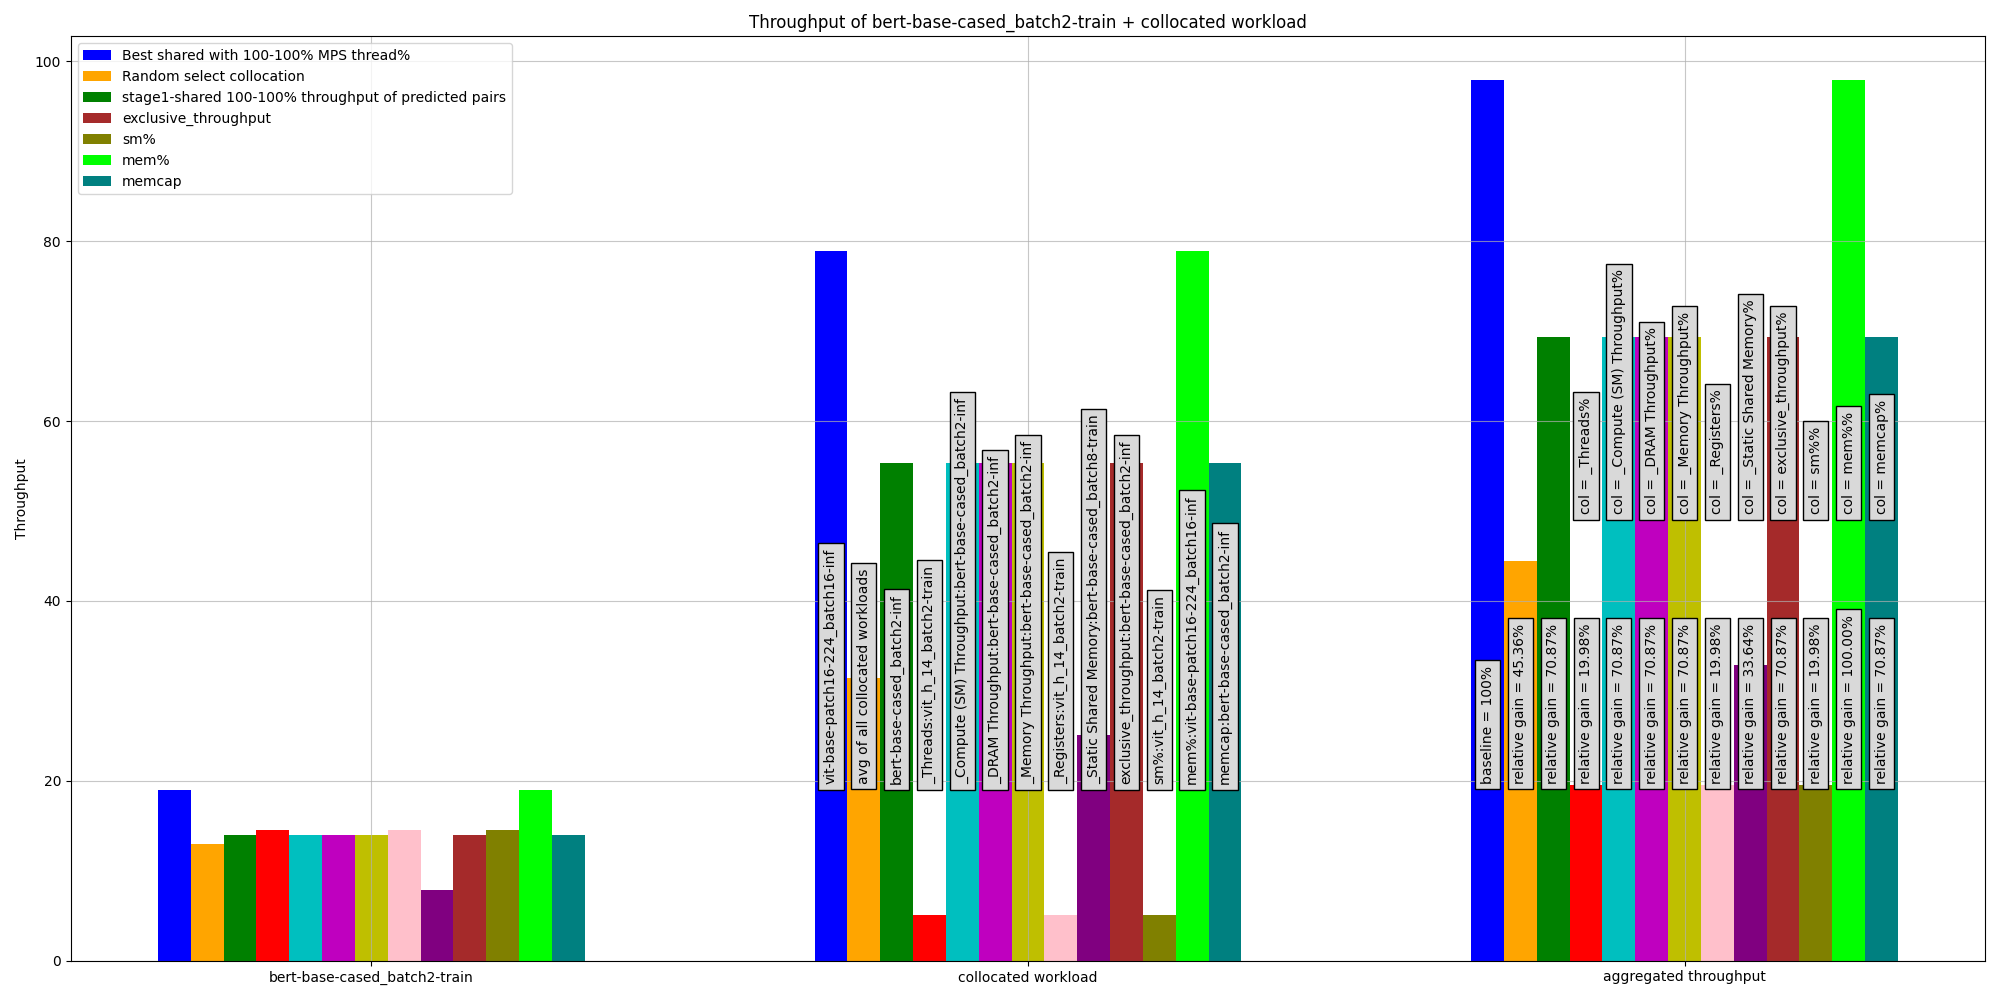 Throughput of bert-base-cased_batch2-train + collocated workload
Best shared with 100-100% MPS thread%
Random select collocation
stage1-shared 100-100% throughput of predicted pairs
exclusive_throughput
sm%
mem%
memcap
Throughput
100
80
60
40
20
0
vit-base-patch16-224_batch16-inf
avg of all collocated workloads
bert-base-cased_batch2-inf
_Threads:vit_h_14_batch2-train
_Compute (SM) Throughput:bert-base-cased_batch2-inf
_DRAM Throughput:bert-base-cased_batch2-inf
_Memory Throughput:bert-base-cased_batch2-inf
_Registers:vit_h_14_batch2-train
_Static Shared Memory:bert-base-cased_batch8-train
exclusive_throughput:bert-base-cased_batch2-inf
sm%:vit_h_14_batch2-train
mem%:vit-base-patch16-224_batch16-inf
memcap:bert-base-cased_batch2-inf
col = _Threads%
col = _Compute (SM) Throughput%
col = _DRAM Throughput%
col = _Memory Throughput%
col = _Registers%
col = _Static Shared Memory%
col = exclusive_throughput%
col = sm%%
col = mem%%
col = memcap%
baseline = 100%
relative gain = 45.36%
relative gain = 70.87%
relative gain = 19.98%
relative gain = 70.87%
relative gain = 70.87%
relative gain = 70.87%
relative gain = 19.98%
relative gain = 33.64%
relative gain = 70.87%
relative gain = 19.98%
relative gain = 100.00%
relative gain = 70.87%
bert-base-cased_batch2-train
collocated workload
aggregated throughput